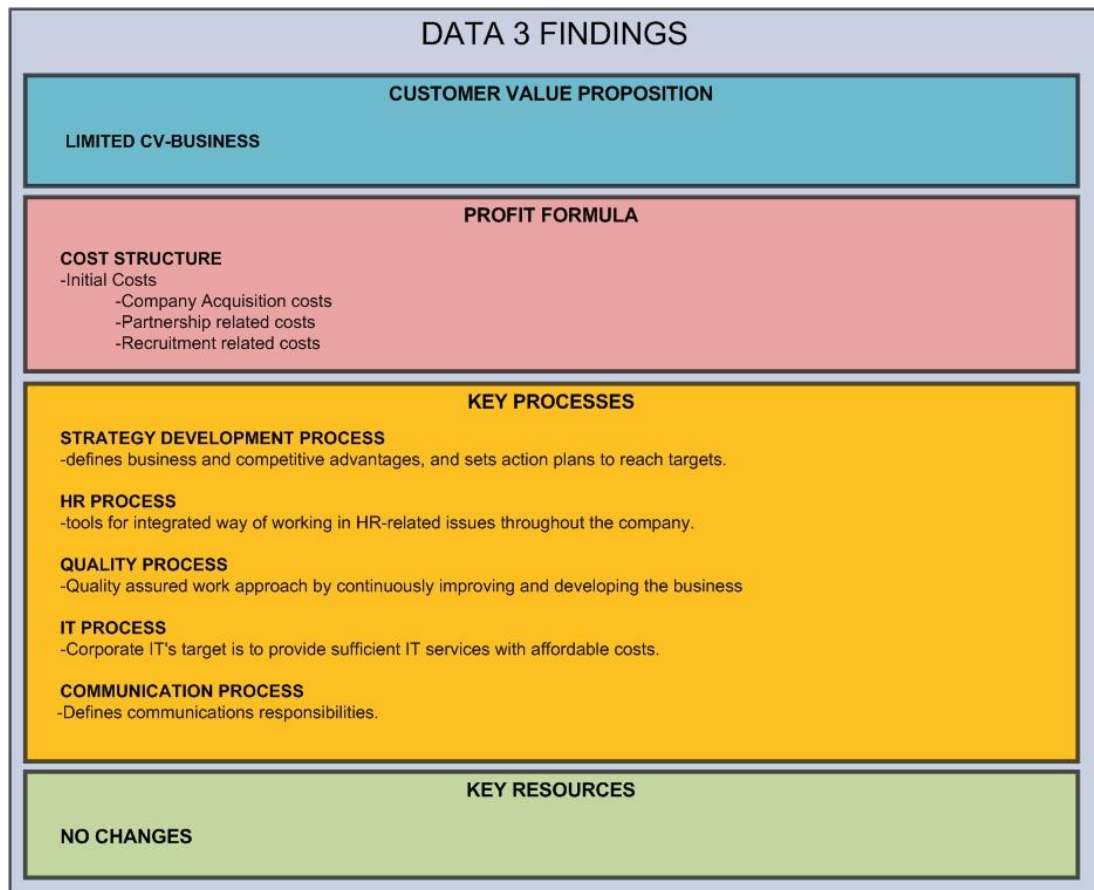 DATA 3 FINDINGS
CUSTOMER VALUE PROPOSITION
LIMITED CV-BUSINESS
PROFIT FORMULA
COST STRUCTURE
-Initial Costs
-Company Acquisition costs
-Partnership related costs
-Recruitment related costs
KEY PROCESSES
STRATEGY DEVELOPMENT PROCESS
-defines business and competitive advantages, and sets action plans to reach targets.
HR PROCESS
-tools for integrated way of working in HR-related issues throughout the company.
QUALITY PROCESS
-Quality assured work approach by continuously improving and developing the business
IT PROCESS
-Corporate IT's target is to provide sufficient IT services with affordable costs.
COMMUNICATION PROCESS
-Defines communications responsibilities.
KEY RESOURCES
NO CHANGES